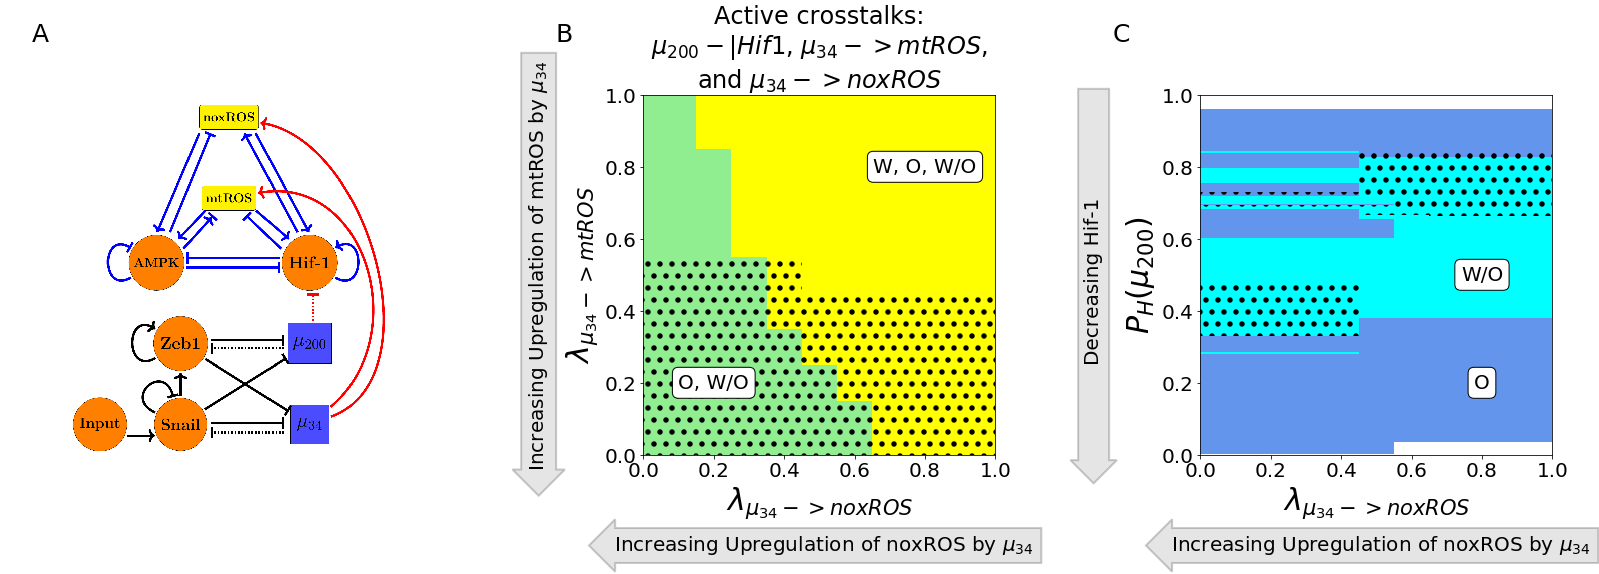 A
noxROS
mtROS
AMPK
Hif-1
Zeb1
μ200
Input
Snail
μ34
B
Active crosstalks:
μ200 − |Hif1, μ34 − > mtROS,
and μ34 − > noxROS
Increasing Upregulation of mtROS by μ34
λμ34 − > mtROS
1.0
0.8
0.6
0.4
0.2
0.0
W, O, W/O
O, W/O
0.0 0.2 0.4 0.6 0.8 1.0
λμ34 − > noxROS
Increasing Upregulation of noxROS by μ34
C
Decreasing Hif-1
PH(μ200)
1.0
0.8
0.6
0.4
0.2
0.0
W/O
O
0.0 0.2 0.4 0.6 0.8 1.0
λμ34 − > noxROS
Increasing Upregulation of noxROS by μ34